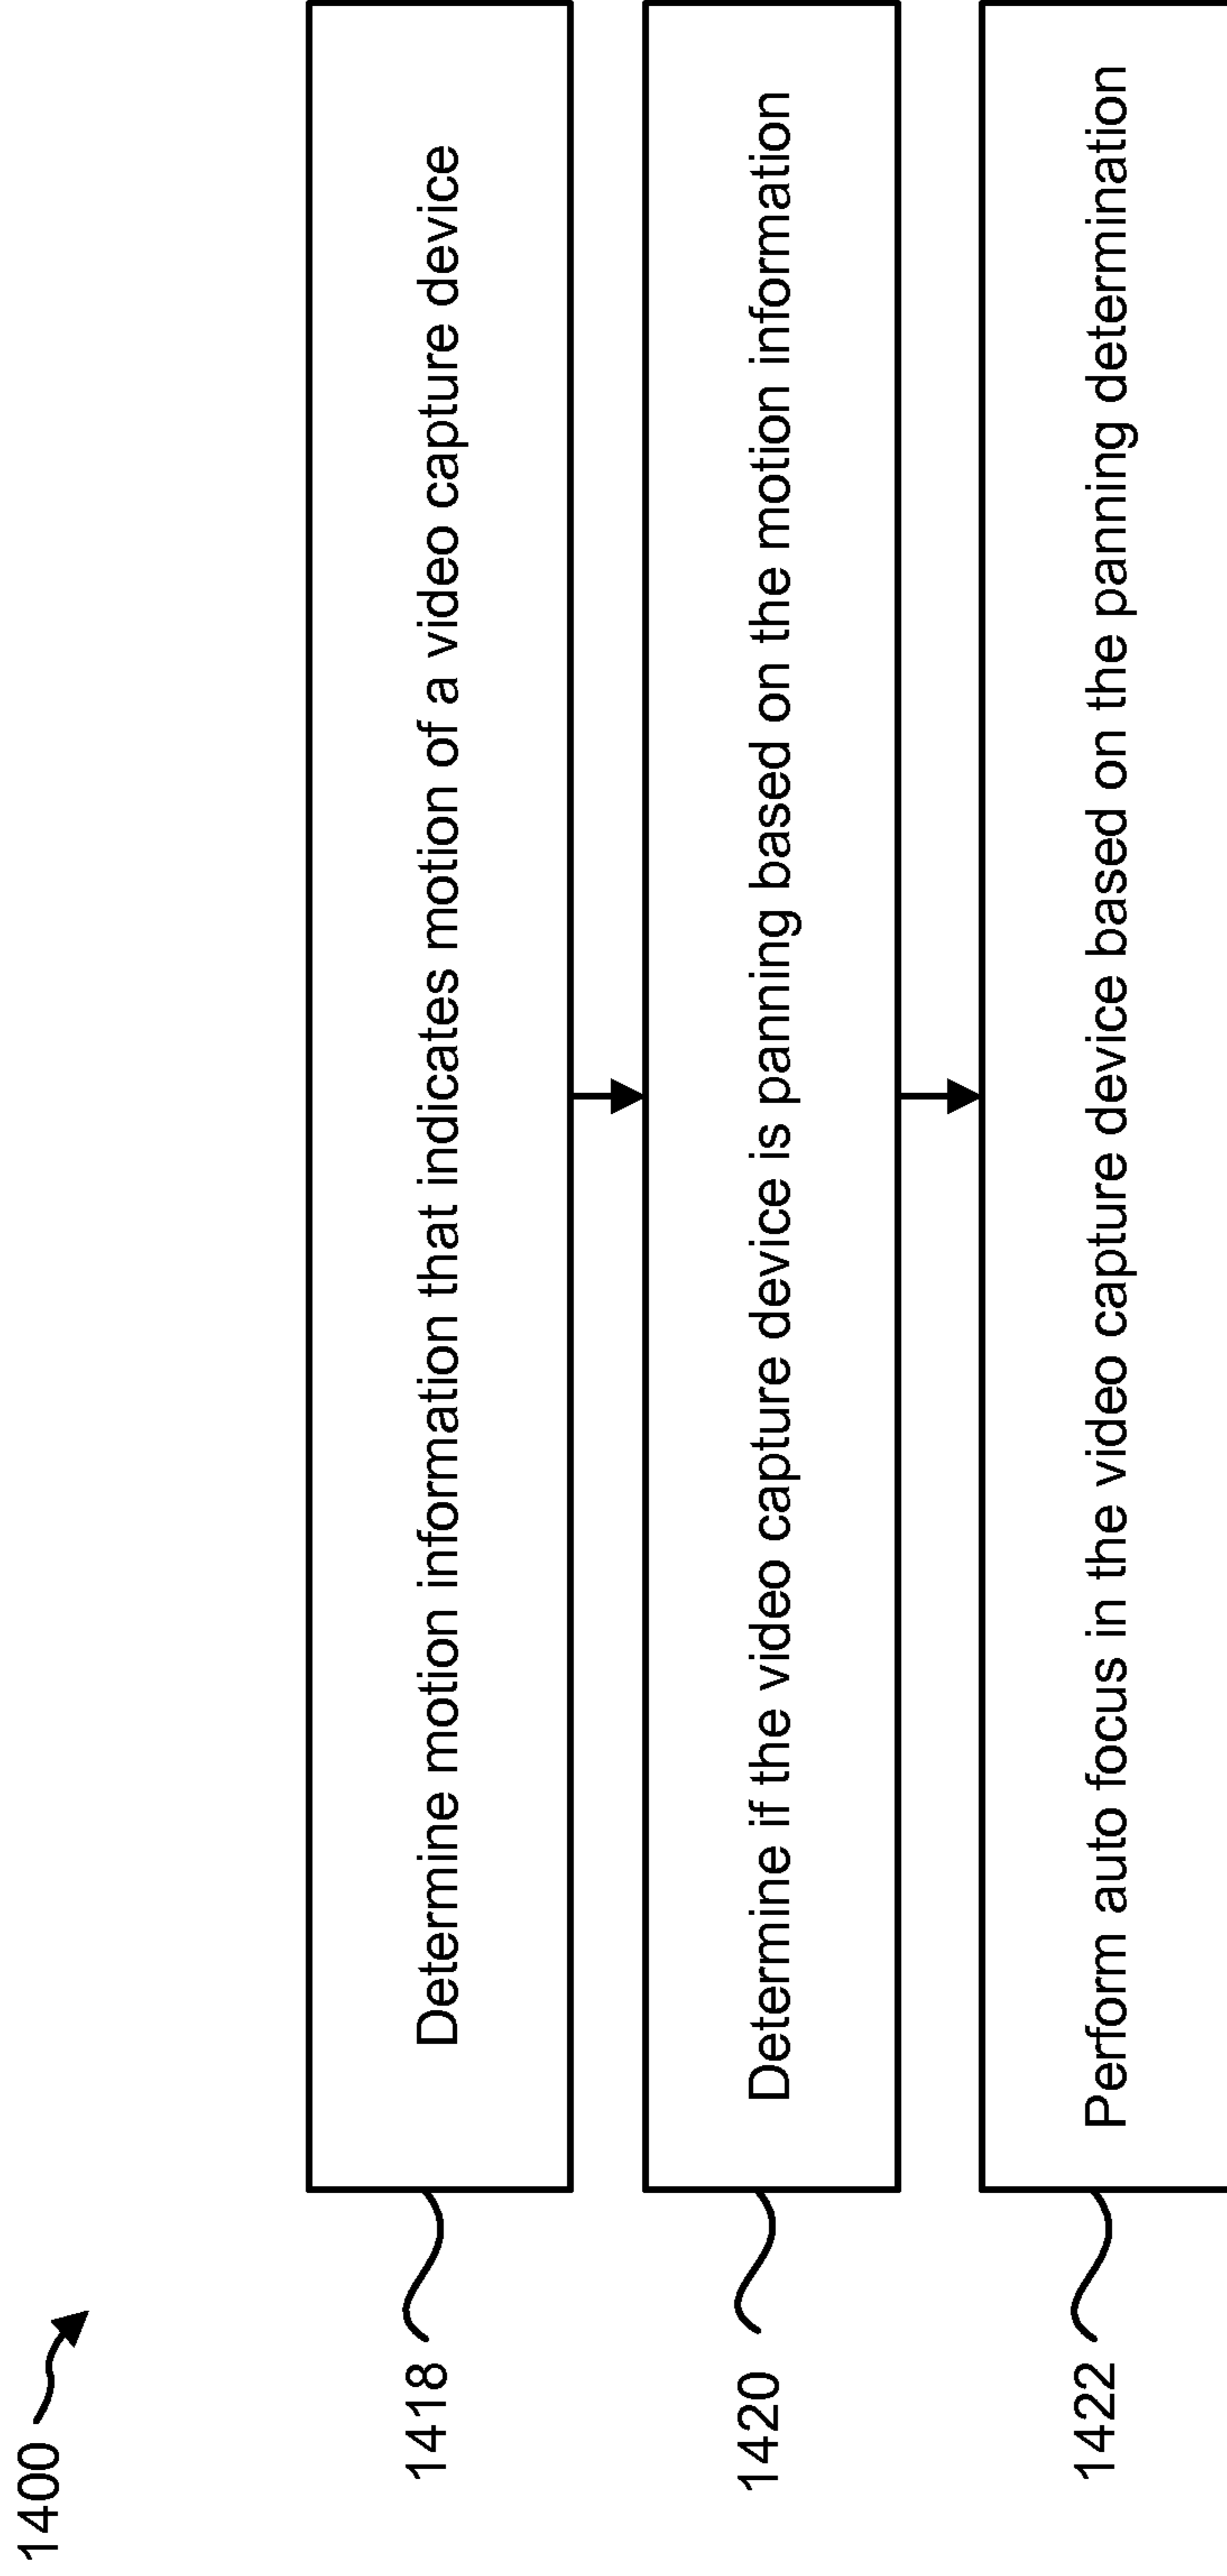 1400
1418
Determine motion information that indicates motion of a video capture device
1420
Determine if the video capture device is panning based on the motion information
1422
Perform auto focus in the video capture device based on the panning determination